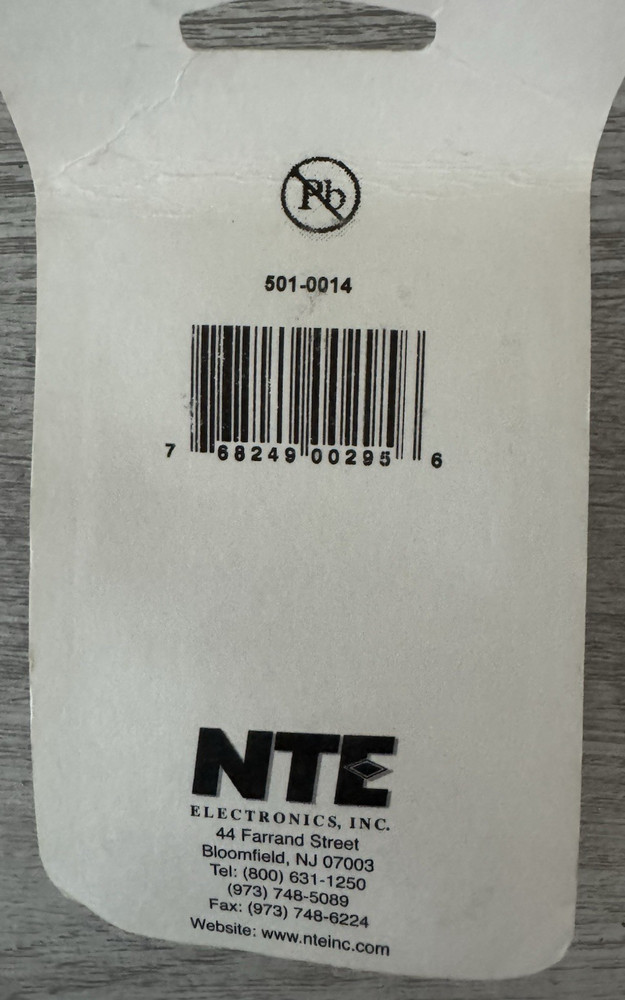 Pb
501-0014
7 68249 00295 6
NTE
ELECTRONICS, INC.
44 Farrand Street
Bloomfield, NJ 07003
Tel: (800) 631-1250
(973) 748-5089
Fax: (973) 748-6224
Website: www.nteinc.com